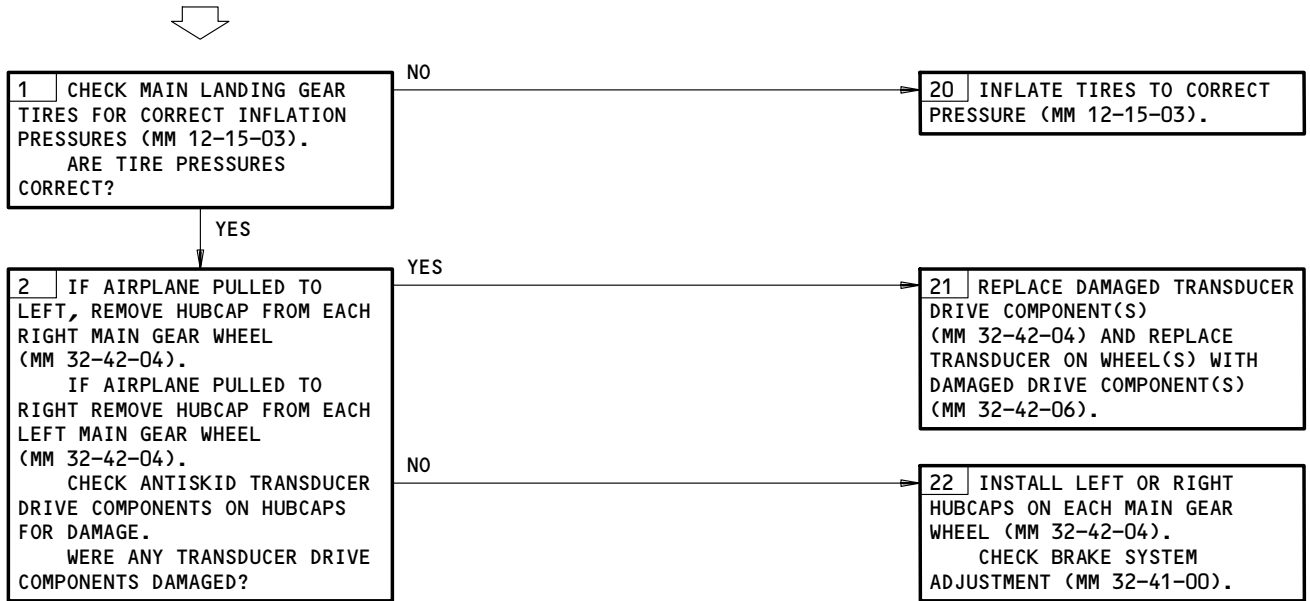 NO
1 CHECK MAIN LANDING GEAR
TIRES FOR CORRECT INFLATION
PRESSURES (MM 12-15-03).
ARE TIRE PRESSURES
CORRECT?
20 INFLATE TIRES TO CORRECT
PRESSURE (MM 12-15-03).
YES
YES
2 IF AIRPLANE PULLED TO
LEFT, REMOVE HUBCAP FROM EACH
RIGHT MAIN GEAR WHEEL
(MM 32-42-04).
IF AIRPLANE PULLED TO
RIGHT REMOVE HUBCAP FROM EACH
LEFT MAIN GEAR WHEEL
(MM 32-42-04).
CHECK ANTISKID TRANSDUCER
DRIVE COMPONENTS ON HUBCAPS
FOR DAMAGE.
WERE ANY TRANSDUCER DRIVE
COMPONENTS DAMAGED?
21 REPLACE DAMAGED TRANSDUCER
DRIVE COMPONENT(S)
(MM 32-42-04) AND REPLACE
TRANSDUCER ON WHEEL(S) WITH
DAMAGED DRIVE COMPONENT(S)
(MM 32-42-06).
NO
22 INSTALL LEFT OR RIGHT
HUBCAPS ON EACH MAIN GEAR
WHEEL (MM 32-42-04).
CHECK BRAKE SYSTEM
ADJUSTMENT (MM 32-41-00).